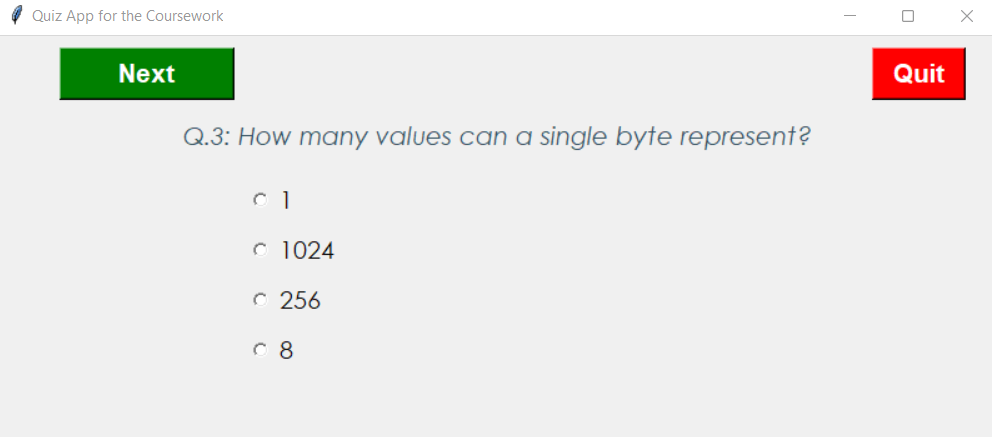 Quiz App for the Coursework
Next
Quit
Q.3: How many values can a single byte represent?
1
1024
256
8